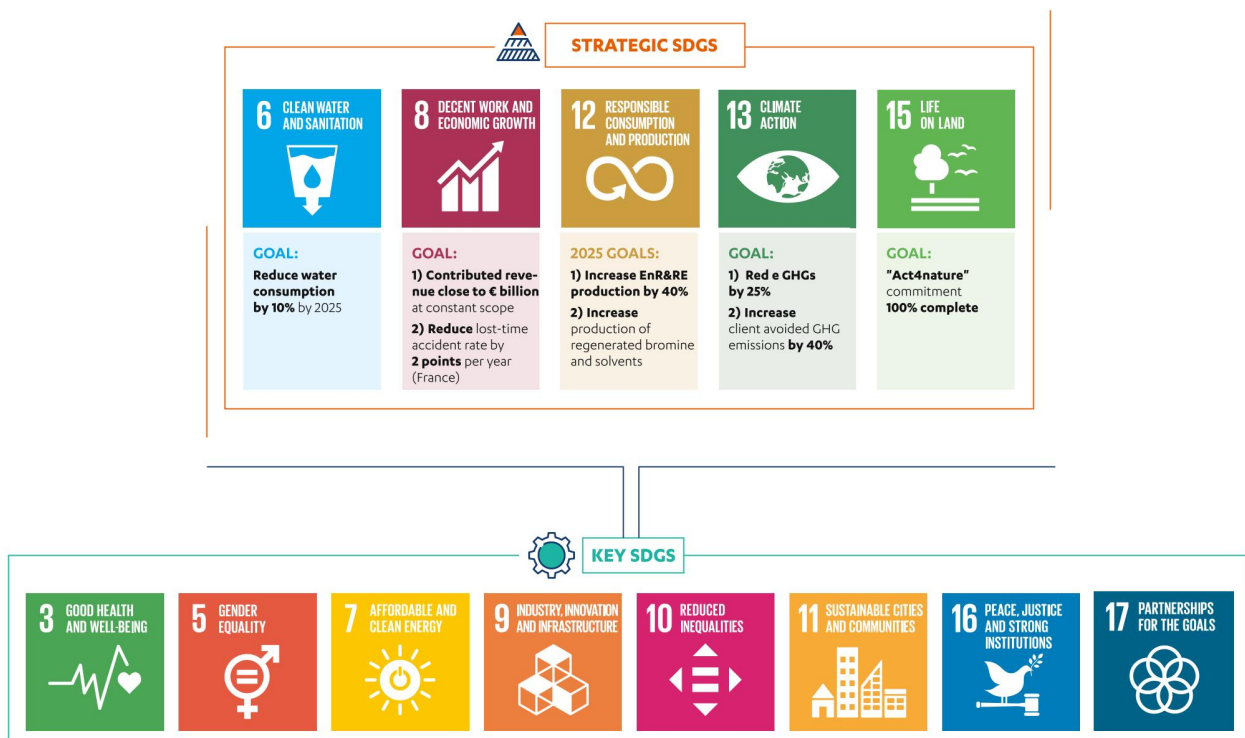 STRATEGIC SDGS
6 CLEAN WATER
AND SANITATION
GOAL:
Reduce water
consumption
by 10% by 2025
8 DECENT WORK AND
ECONOMIC GROWTH
GOAL:
1) Contributed reve-
nue close to € billion
at constant scope
2) Reduce lost-time
accident rate by
2 points per year
(France)
12 RESPONSIBLE
CONSUMPTION
AND PRODUCTION
2025 GOALS:
1) Increase EnR&RE
production by 40%
2) Increase
production of
regenerated bromine
and solvents
13 CLIMATE
ACTION
GOAL:
1) Red e GHGs
by 25%
2) Increase
client avoided GHG
emissions by 40%
15 LIFE
ON LAND
GOAL:
"Act4nature"
commitment
100% complete
KEY SDGS
3 GOOD HEALTH
AND WELL-BEING
5 GENDER
EQUALITY
7 AFFORDABLE AND
CLEAN ENERGY
9 INDUSTRY, INNOVATION
AND INFRASTRUCTURE
10 REDUCED
INEQUALITIES
11 SUSTAINABLE CITIES
AND COMMUNITIES
16 PEACE, JUSTICE
AND STRONG
INSTITUTIONS
17 PARTNERSHIPS
FOR THE GOALS